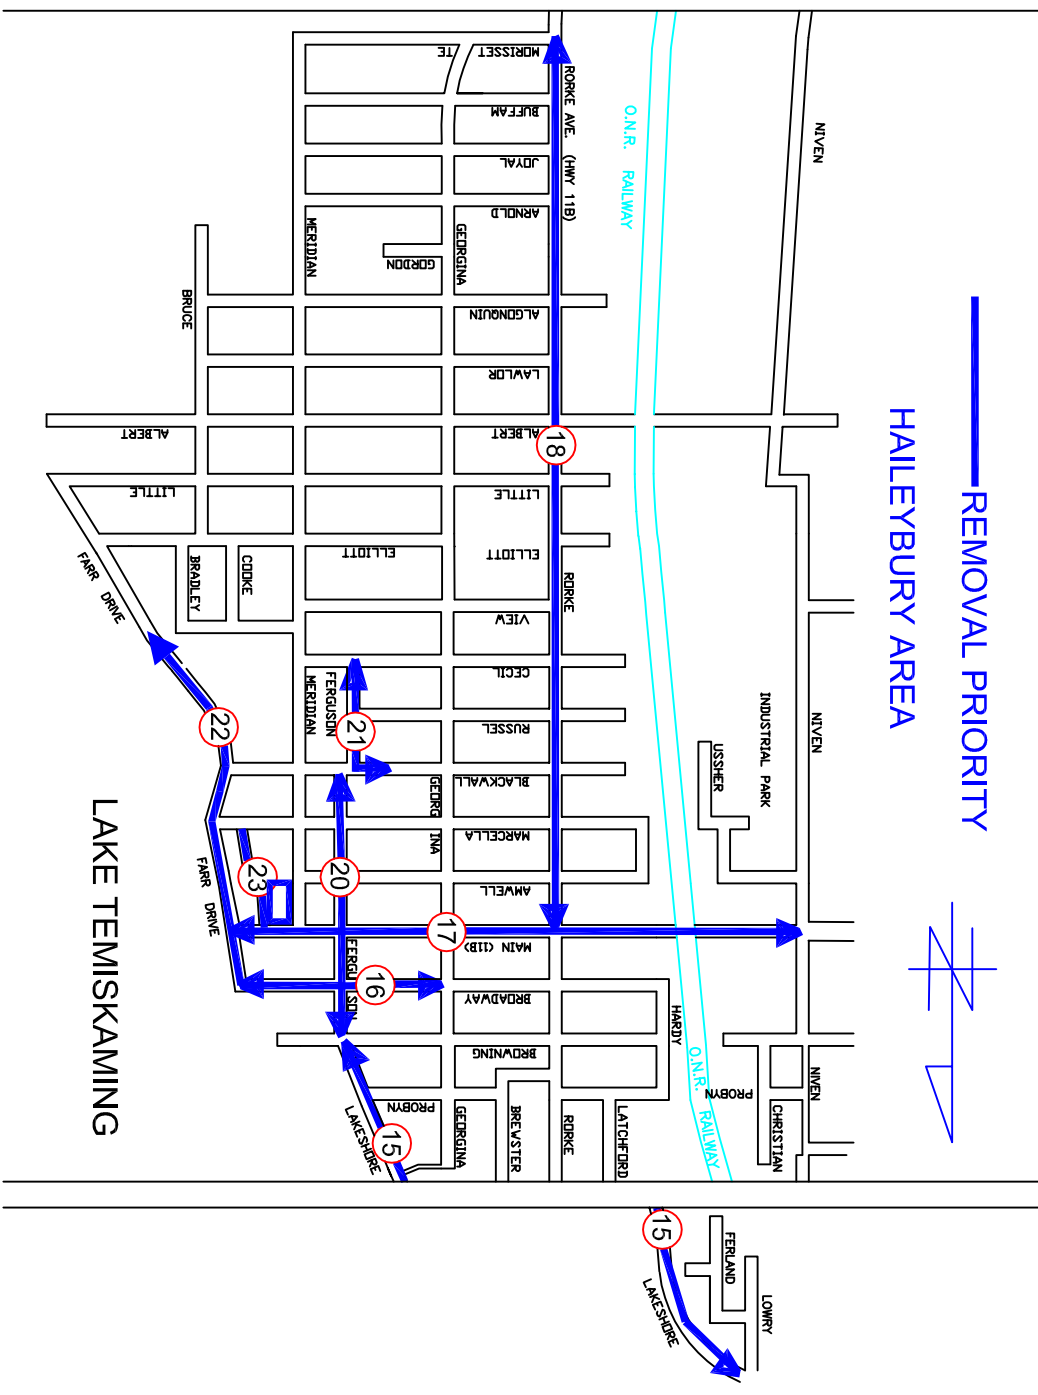 REMOVAL PRIORITY
HAILEYBURY AREA
NIVEN
NIVEN
NIVEN
INDUSTRIAL PARK
USSHER
CHRISTIAN
PROBYN
O.N.R. RAILWAY
O.N.R. RAILWAY
HARDY
LATCHFORD
RORKE AVE. (HWY 11B)
RORKE
RORKE
18
MORISSETTE
BUFFAM
JOYAL
ARNOLD
ALGONQUIN
LAWLOR
ALBERT
LITTLE
ELLIOTT
VIEW
CECIL
RUSSEL
BLACKWALL
MARCELLA
AMWELL
MAIN (11B)
BROADWAY
BROWNING
BREWSTER
GEORGINA
GORDON
GEORGINA
GEORGINA
17
PROBYN
ELLIOTT
MERIDIAN
FERGUSON
MERIDIAN
21
20
16
FERGUSON
15
LAKESHORE
BRUCE
ALBERT
LITTLE
COOKE
BRADLEY
FARR DRIVE
22
23
FARR DRIVE
LAKE TEMISKAMING
15
FERLAND
LOWRY
LAKESHORE